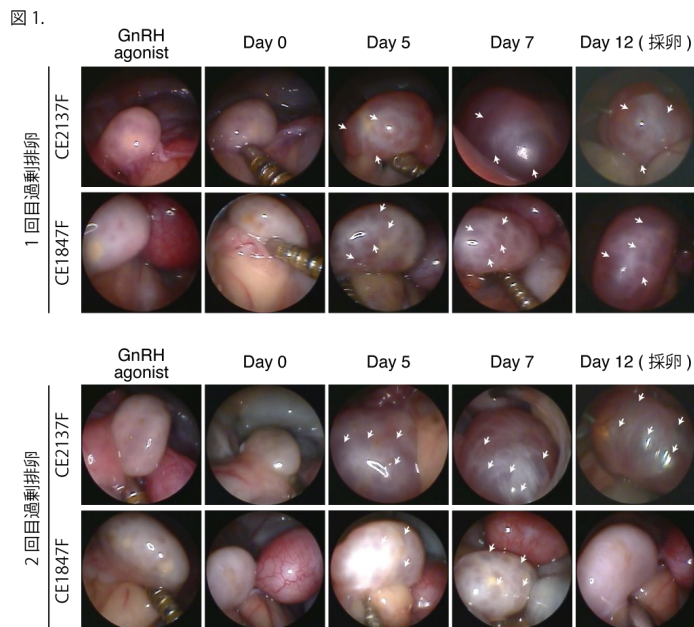 図 1.
GnRH
agonist
Day 0
Day 5
Day 7
Day 12 ( 採卵 )
1 回目過剰排卵
CE2137F
CE1847F
GnRH
agonist
Day 0
Day 5
Day 7
Day 12 ( 採卵 )
2 回目過剰排卵
CE2137F
CE1847F